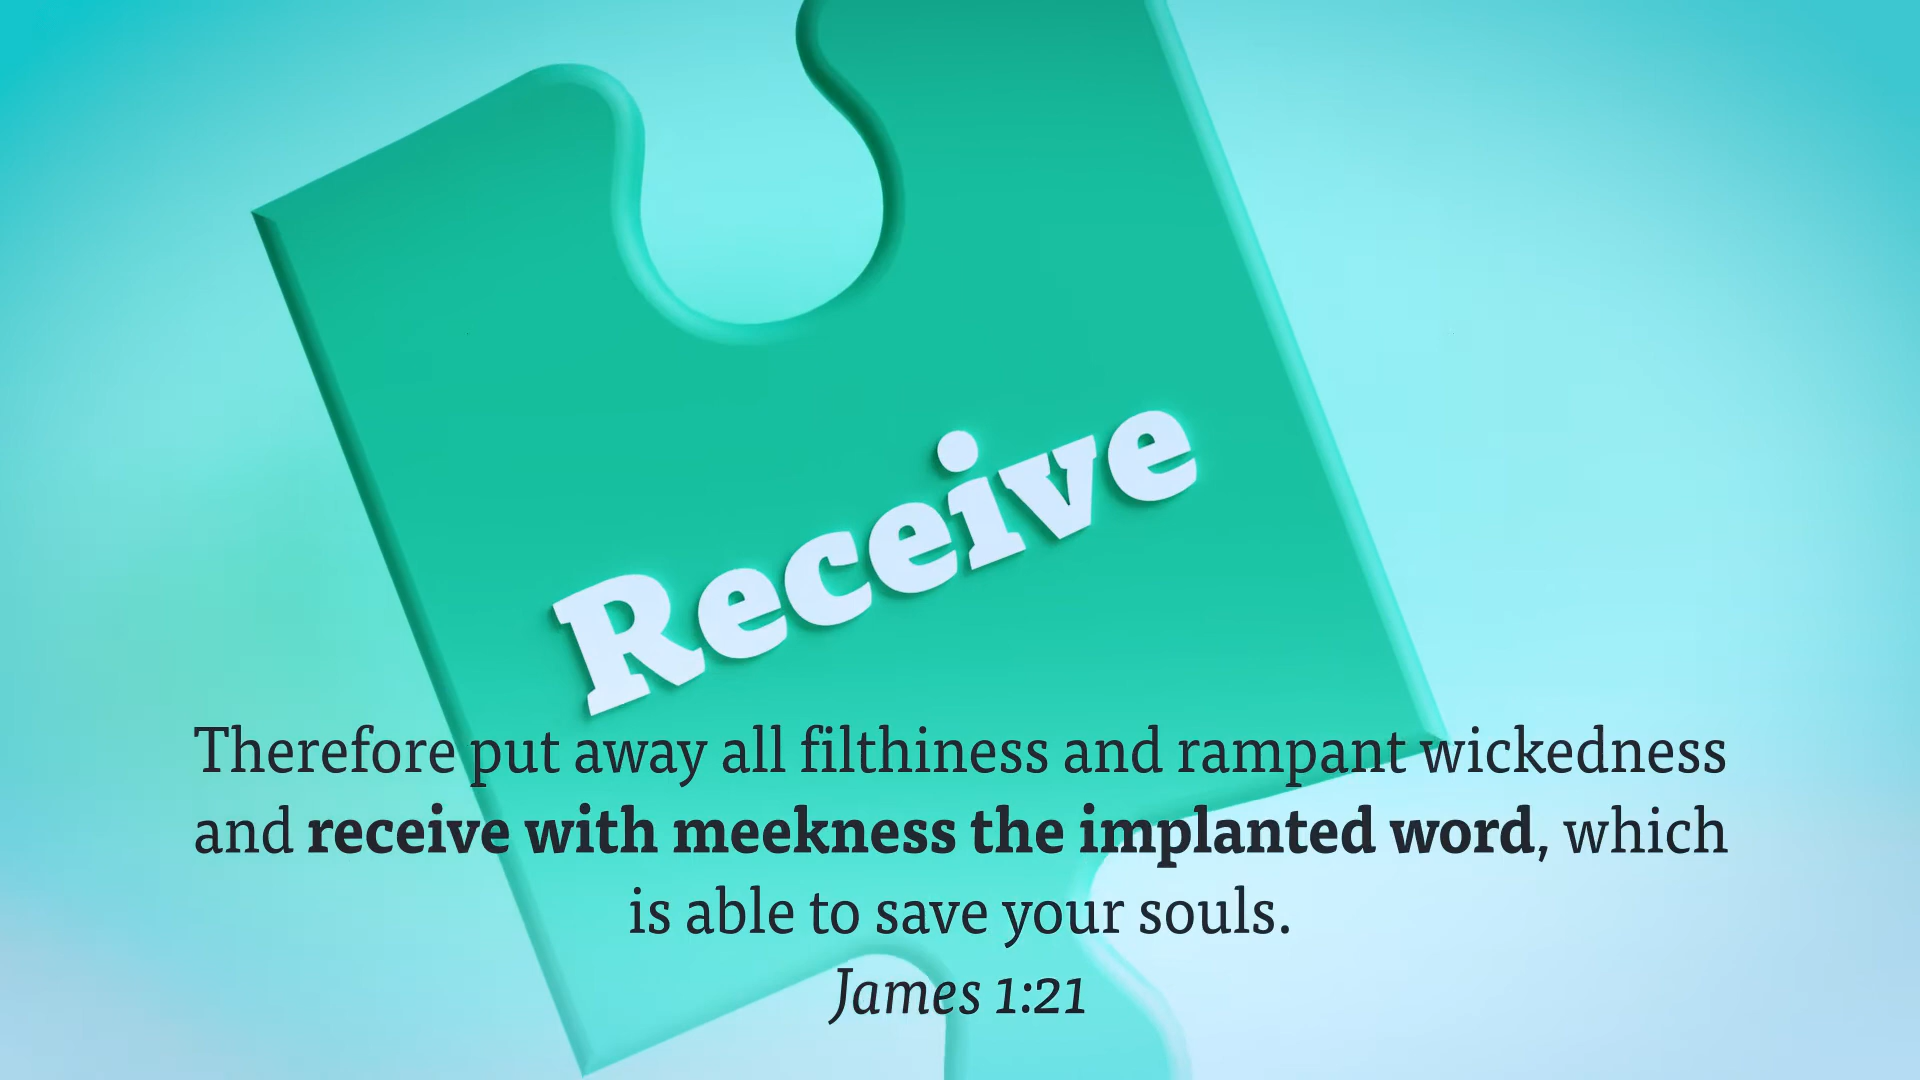 Receive
Therefore put away all filthiness and rampant wickedness
and receive with meekness the implanted word, which
is able to save your souls.
James 1:21